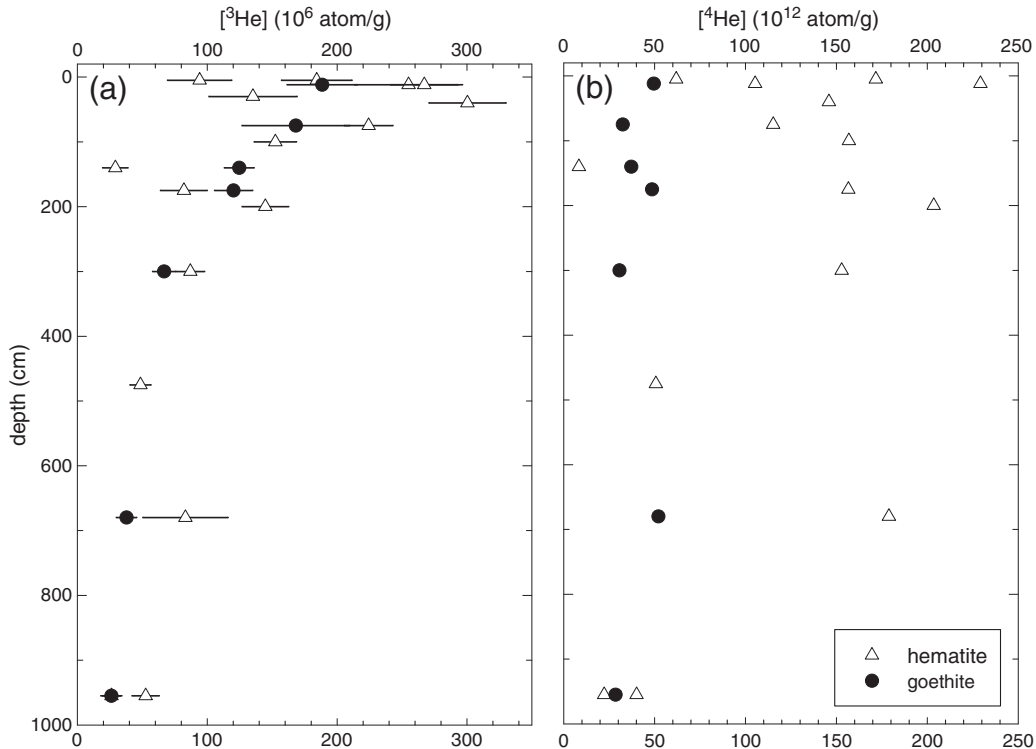 [³He] (10⁶ atom/g)
0 100 200 300
(a)
depth (cm)
0
200
400
600
800
1000
0 100 200 300
[⁴He] (10¹² atom/g)
0 50 100 150 200 250
(b)
hematite
goethite
0 50 100 150 200 250